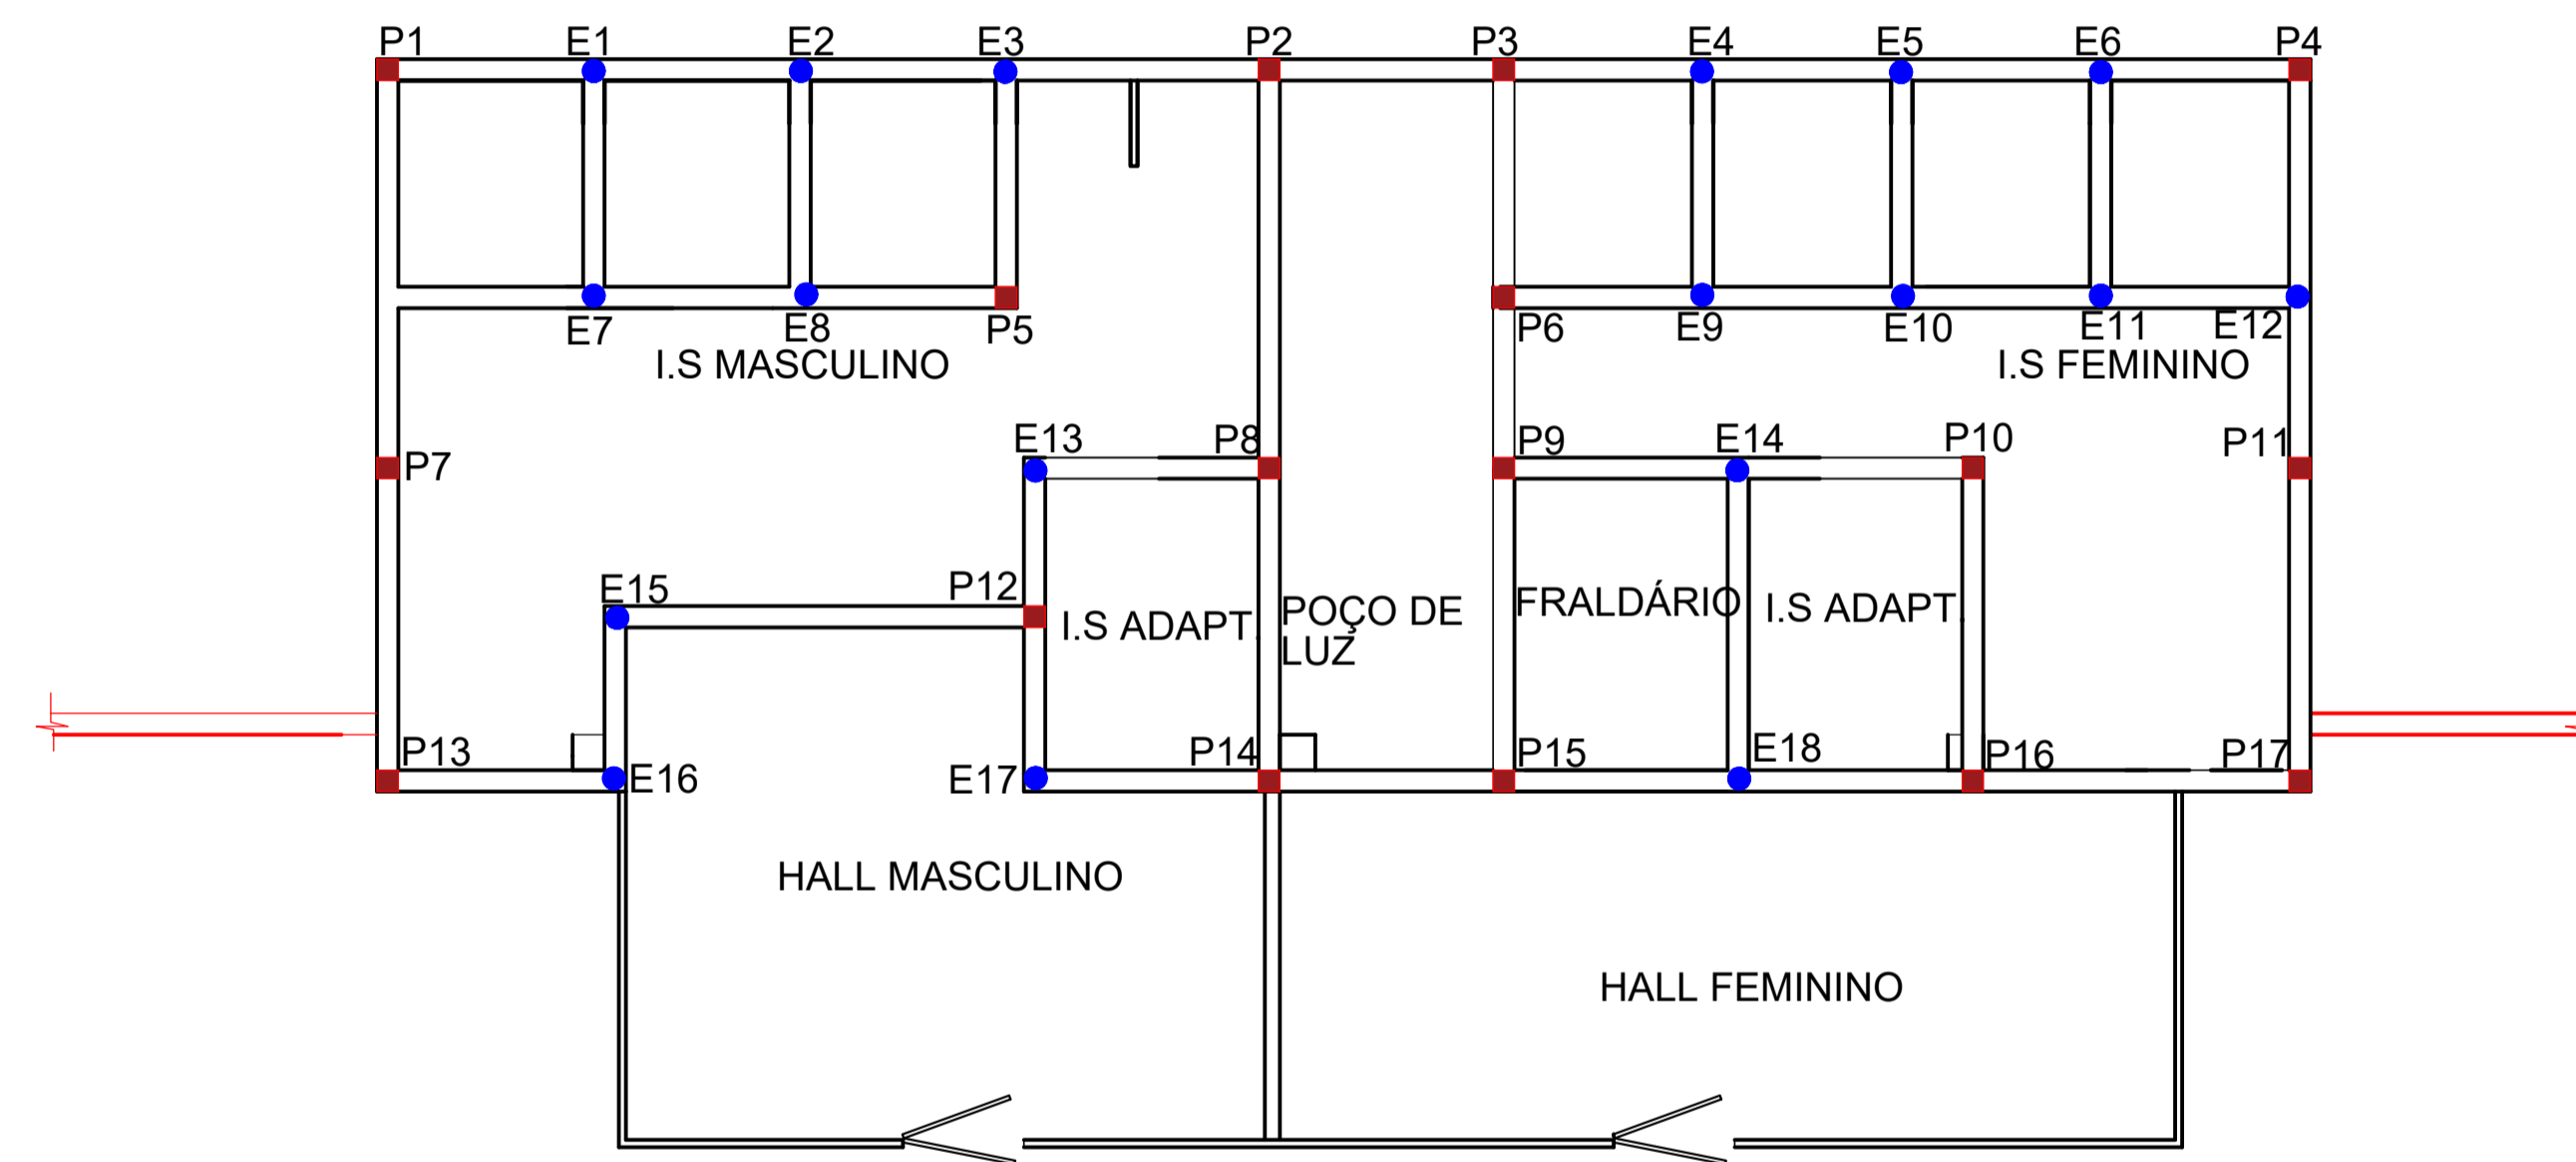 P1 E1 E2 E3 P2 P3 E4 E5 E6 P4
E7 E8 P5 P6 E9 E10 E11 E12
I.S MASCULINO I.S FEMININO
P7 E13 P8 P9 E14 P10 P11
E15 P12
I.S ADAPT. POÇO DE FRALDÁRIO I.S ADAPT.
LUZ
P13 E16 E17 P14 P15 E18 P16 P17
HALL MASCULINO
HALL FEMININO